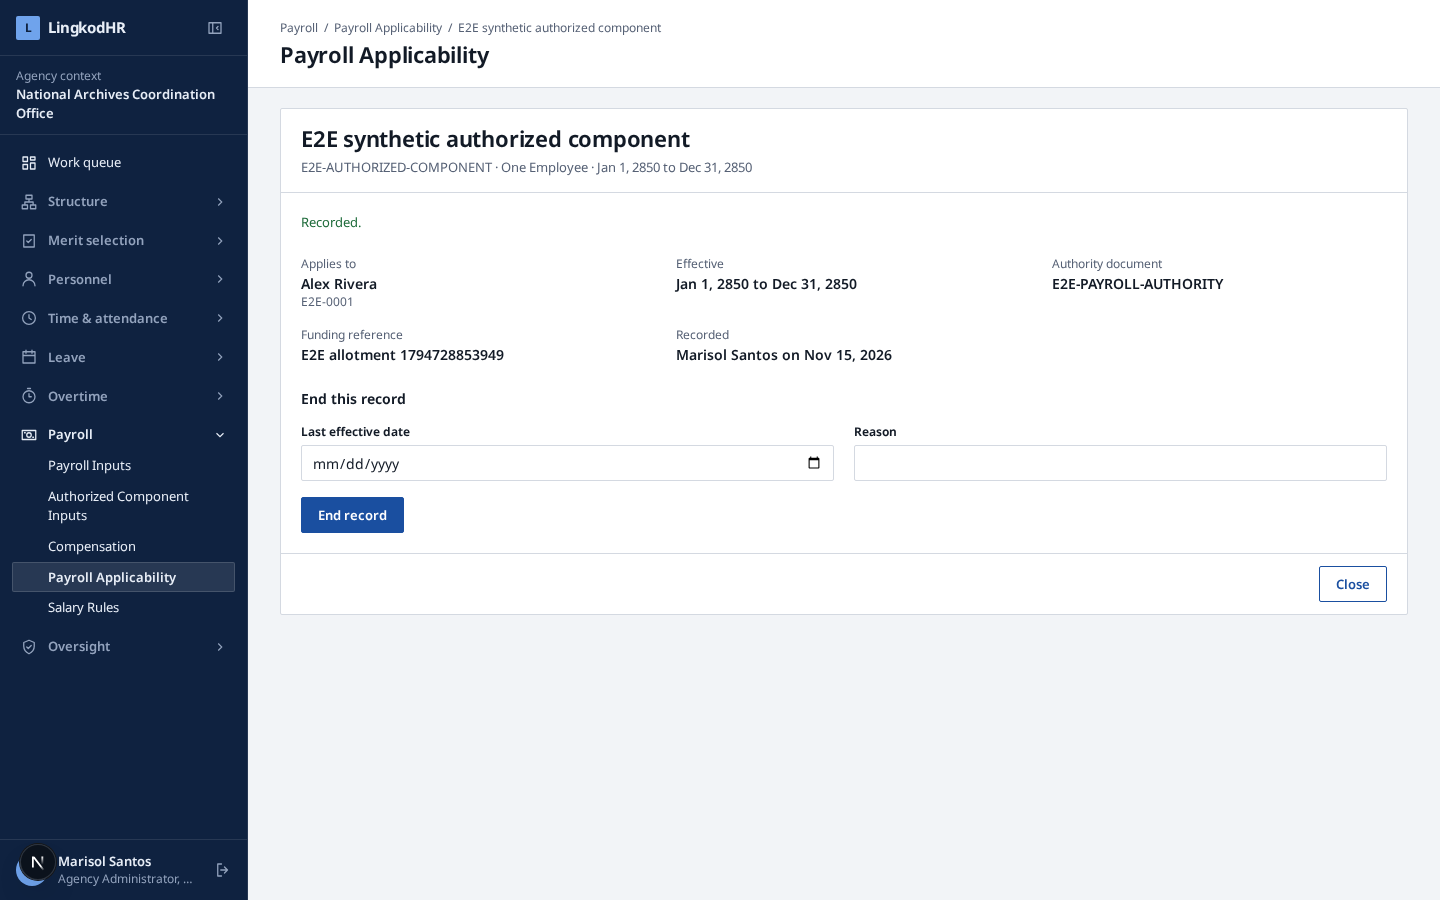 L LingkodHR
Agency context
National Archives Coordination
Office
Work queue
Structure
Merit selection
Personnel
Time & attendance
Leave
Overtime
Payroll
Payroll Inputs
Authorized Component
Inputs
Compensation
Payroll Applicability
Salary Rules
Oversight
N
Marisol Santos
Agency Administrator, ...
Payroll / Payroll Applicability / E2E synthetic authorized component
Payroll Applicability
E2E synthetic authorized component
E2E-AUTHORIZED-COMPONENT · One Employee · Jan 1, 2850 to Dec 31, 2850
Recorded.
Applies to
Alex Rivera
E2E-0001
Effective
Jan 1, 2850 to Dec 31, 2850
Authority document
E2E-PAYROLL-AUTHORITY
Funding reference
E2E allotment 1794728853949
Recorded
Marisol Santos on Nov 15, 2026
End this record
Last effective date
mm/dd/yyyy
Reason
End record
Close